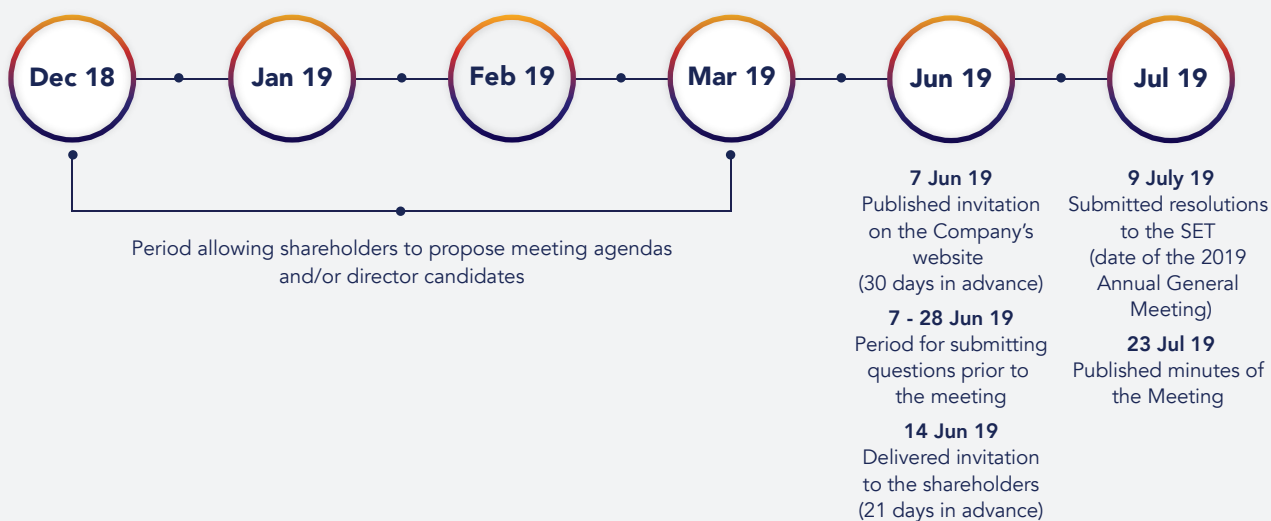 Dec 18
Jan 19
Feb 19
Mar 19
Jun 19
Jul 19
Period allowing shareholders to propose meeting agendas
and/or director candidates
7 Jun 19
Published invitation
on the Company’s
website
(30 days in advance)
7 - 28 Jun 19
Period for submitting
questions prior to
the meeting
14 Jun 19
Delivered invitation
to the shareholders
(21 days in advance)
9 July 19
Submitted resolutions
to the SET
(date of the 2019
Annual General
Meeting)
23 Jul 19
Published minutes of
the Meeting